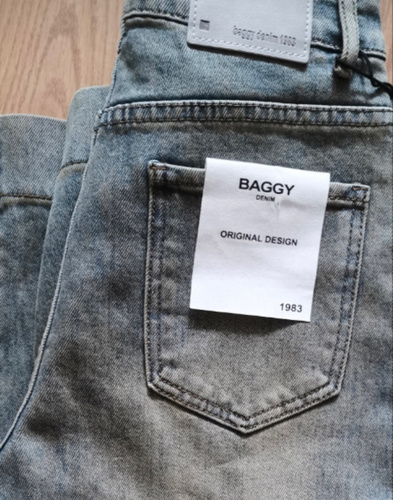 baggy denim 1983
BAGGY
DENIM
ORIGINAL DESIGN
1983